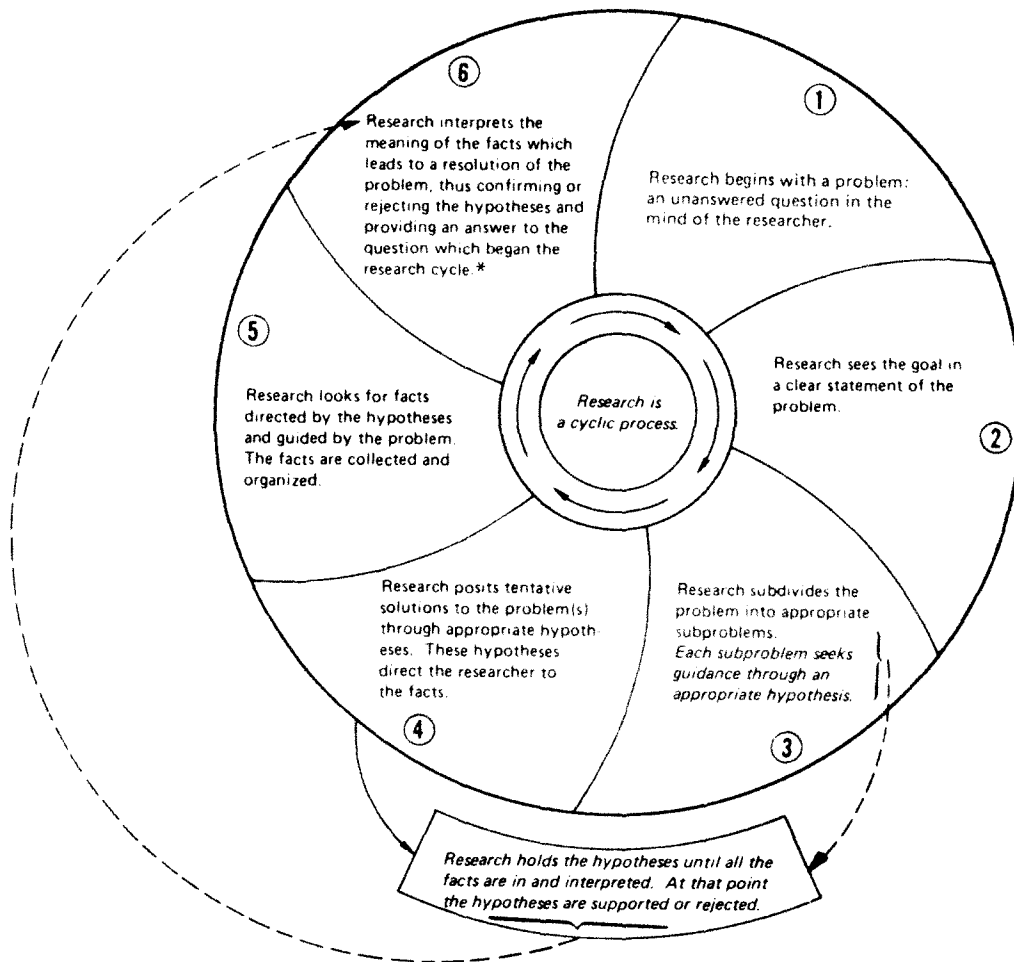 1
Research begins with a problem:
an unanswered question in the
mind of the researcher.
2
Research sees the goal in
a clear statement of the
problem.
3
Research subdivides the
problem into appropriate
subproblems.
Each subproblem seeks
guidance through an
appropriate hypothesis.
4
Research posits tentative
solutions to the problem(s)
through appropriate hypoth-
eses. These hypotheses
direct the researcher to
the facts.
5
Research looks for facts
directed by the hypotheses
and guided by the problem.
The facts are collected and
organized.
6
Research interprets the
meaning of the facts which
leads to a resolution of the
problem, thus confirming or
rejecting the hypotheses and
providing an answer to the
question which began the
research cycle.*
Research is
a cyclic process.
Research holds the hypotheses until all the
facts are in and interpreted. At that point
the hypotheses are supported or rejected.